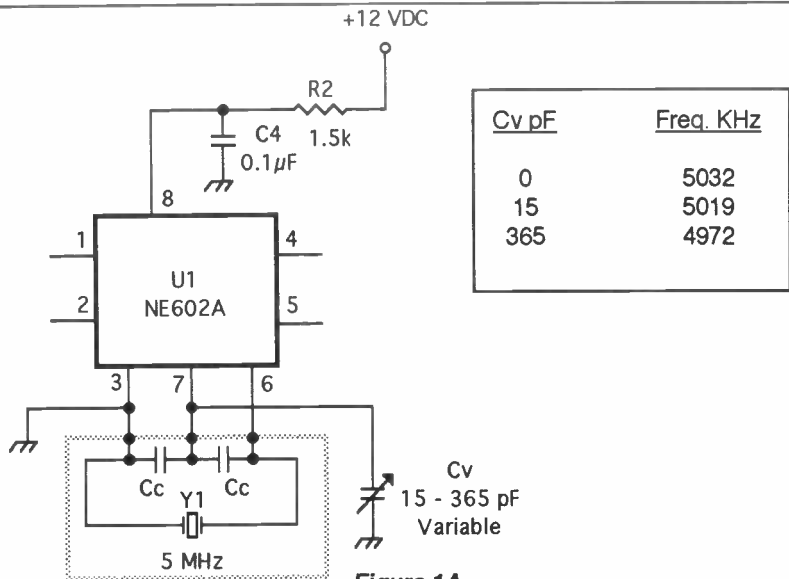 +12 VDC
R2
C4
1.5k
0.1µF
8
1
4
U1
2
NE602A
5
3
7
6
Cc
Cc
Y1
5 MHz
Cv
15 - 365 pF
Variable
Cv pF Freq. KHz
0 5032
15 5019
365 4972
Figure 1A